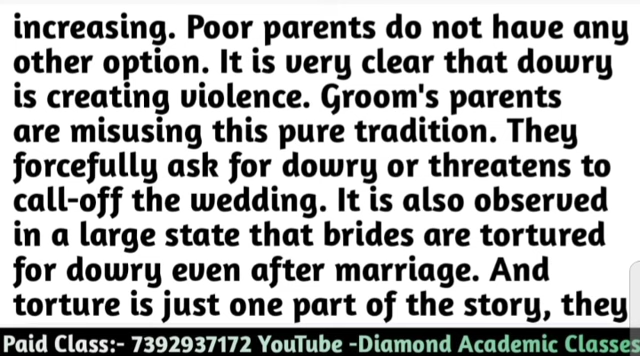 increasing. Poor parents do not have any
other option. It is very clear that dowry
is creating violence. Groom's parents
are misusing this pure tradition. They
forcefully ask for dowry or threatens to
call-off the wedding. It is also observed
in a large state that brides are tortured
for dowry even after marriage. And
torture is just one part of the story, they
Paid Class:- 7392937172 YouTube -Diamond Academic Classes